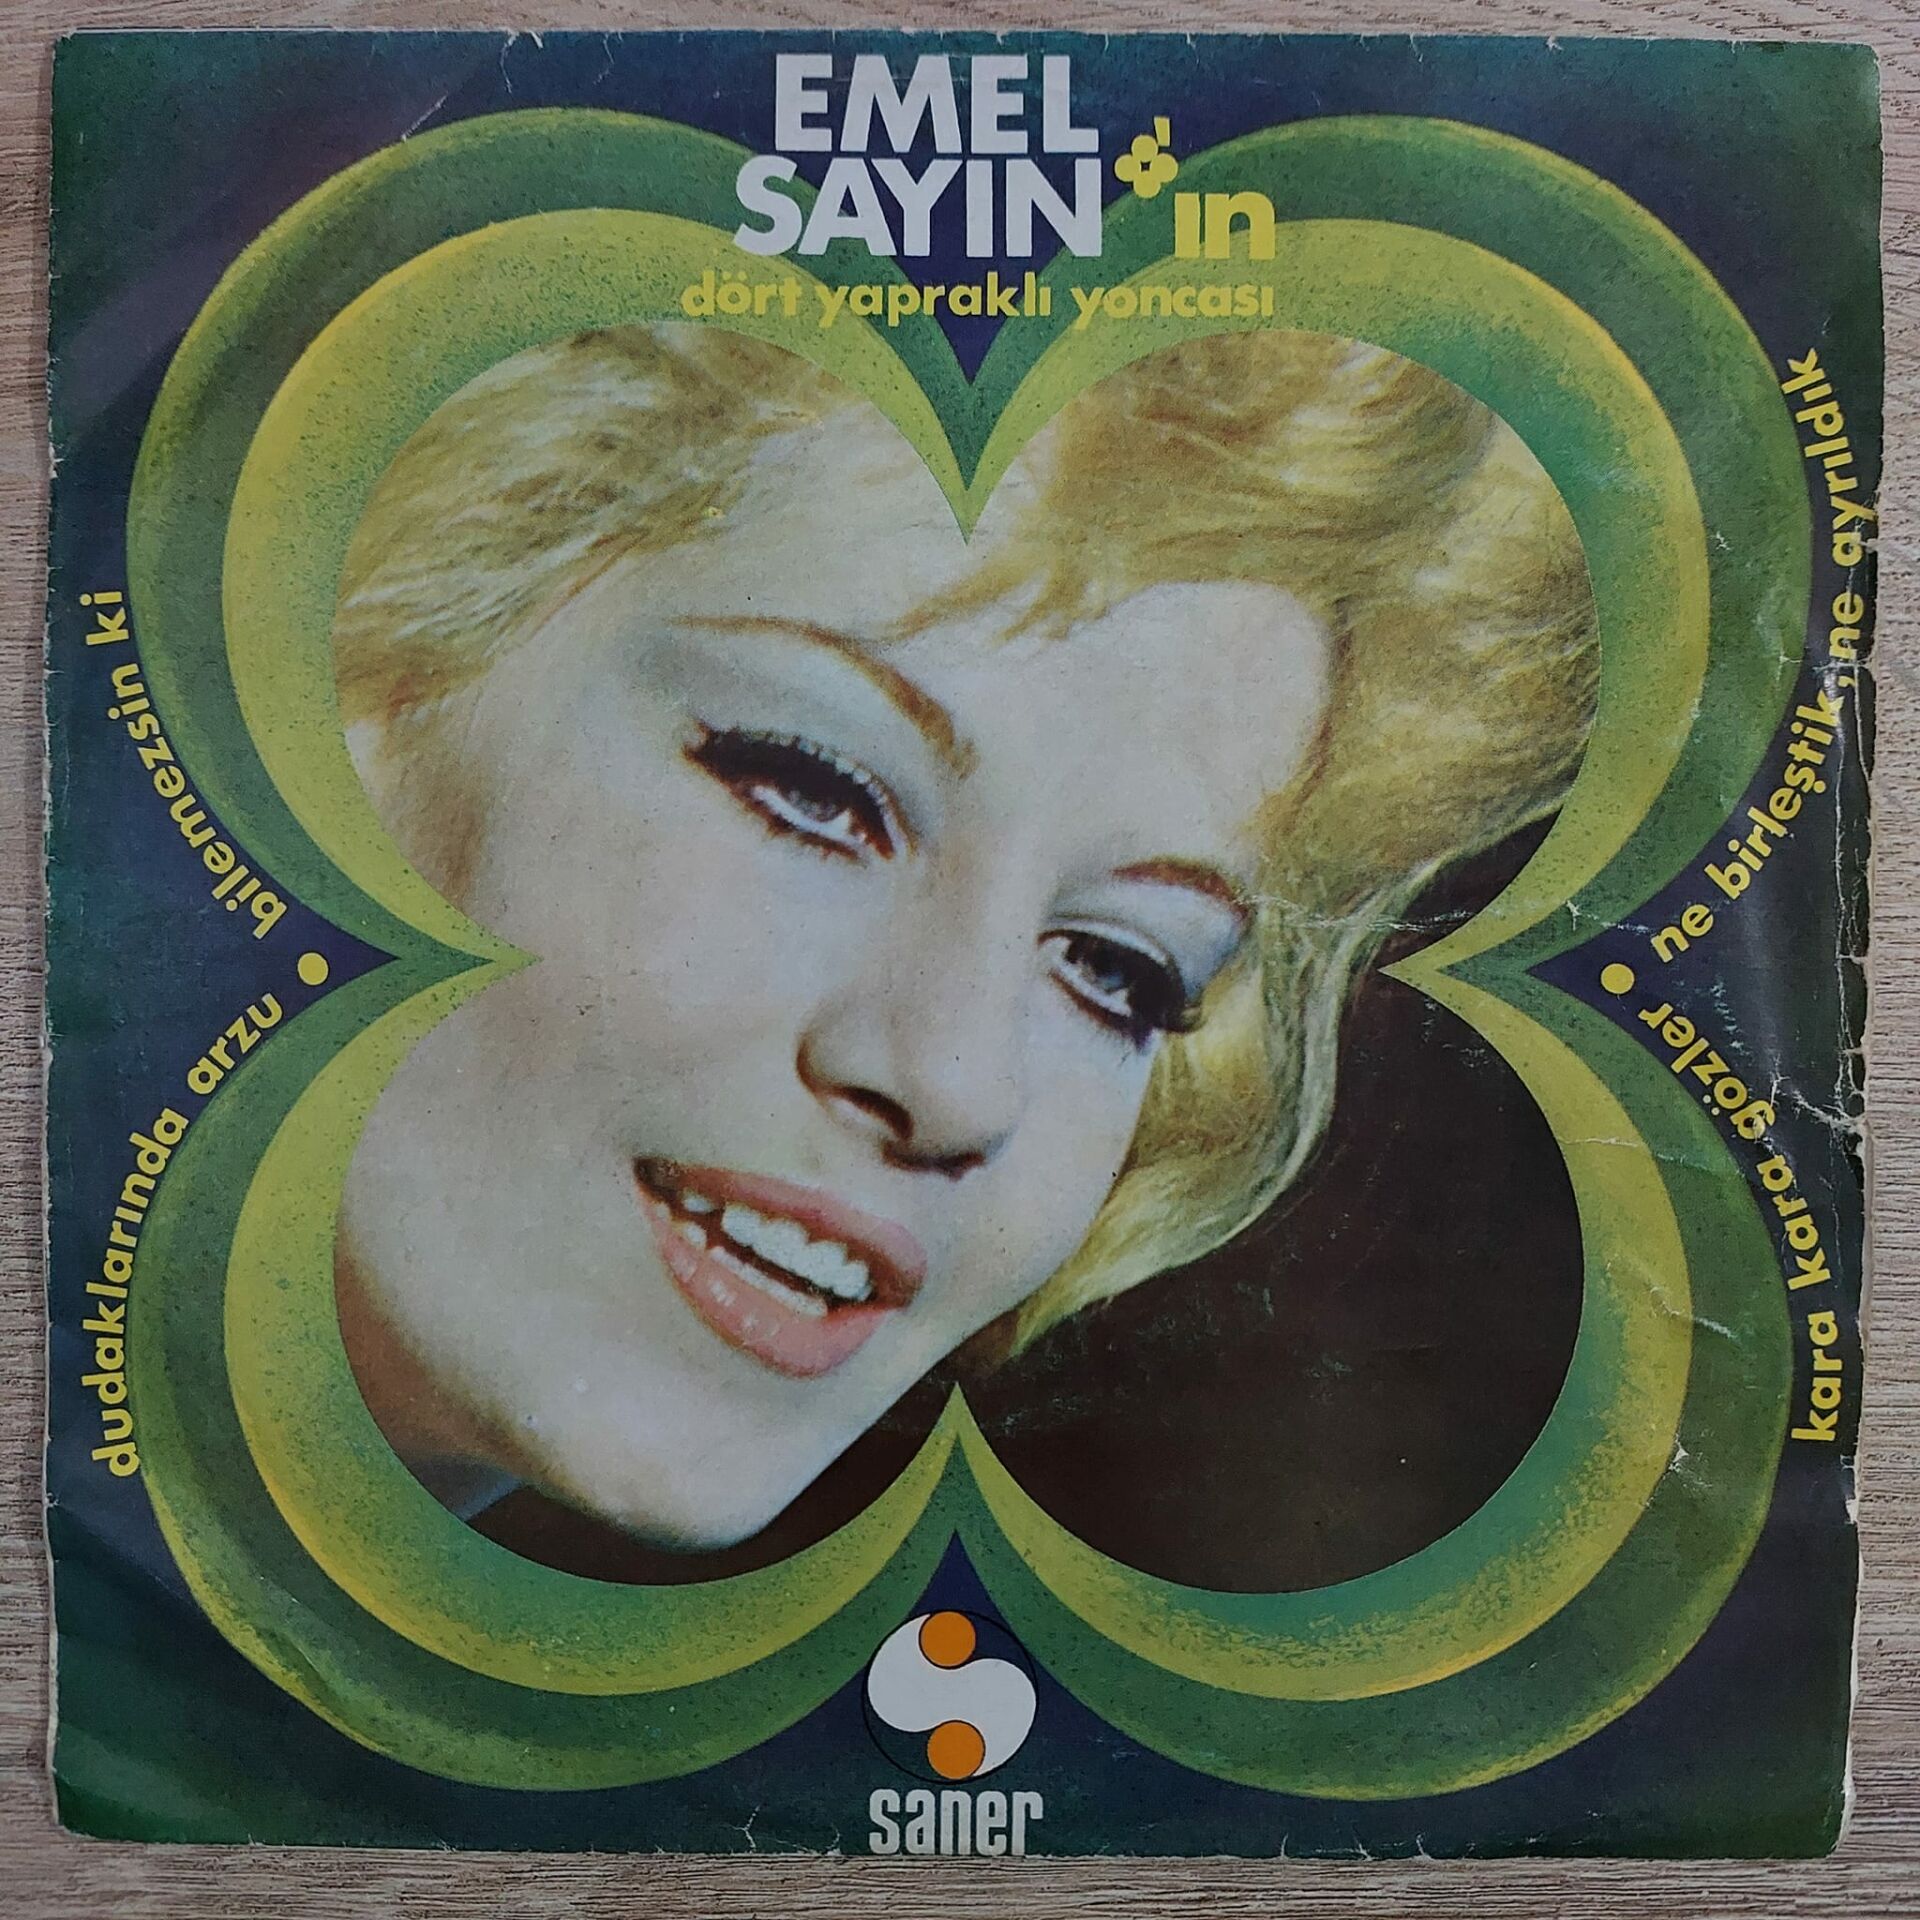 EMEL
SAYIN'ın
dört yapraklı yoncası
dudaklarında arzu • bilemezsin ki
kara kara gözler • ne birleştik, ne ayrıldık
saner